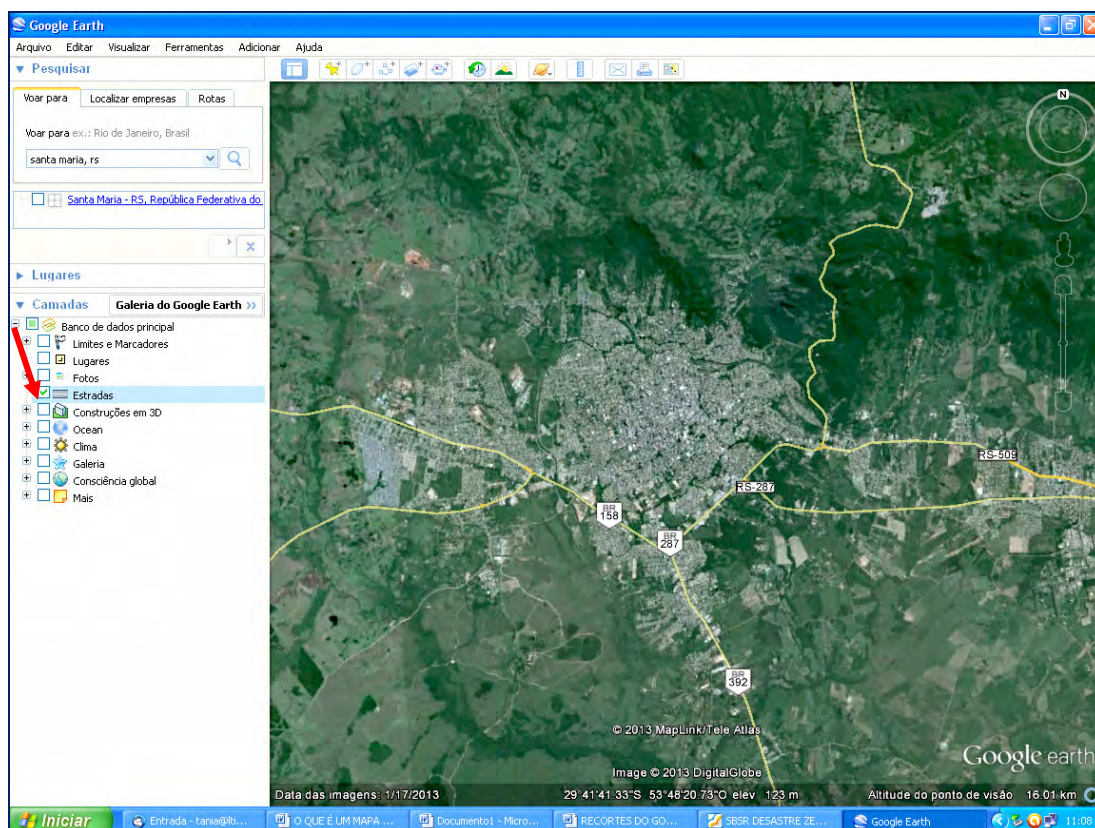 Google Earth
Arquivo Editar Visualizar Ferramentas Adicionar Ajuda
Pesquisar
Voar para Localizar empresas Rotas
Voar para ex.: Rio de Janeiro, Brasil
santa maria, rs
Santa Maria - RS, República Federativa do
Lugares
Camadas Galeria do Google Earth >>
Banco de dados principal
Limites e Marcadores
Lugares
Fotos
Estradas
Construções em 3D
Ocean
Clima
Galeria
Consciência global
Mais
N
RS-509
RS-287
BR
158
BR
287
BR
392
© 2013 MapLink/Tele Atlas
Google earth
Image © 2013 DigitalGlobe
Data das imagens: 1/17/2013 29°41'41.33"S 53°48'20.73"O elev 123 m Altitude do ponto de visão 16.01 km
Iniciar Entrada - tania@lti... O QUE É UM MAPA ... Documento1 - Micro... RECORTES DO GO... SBSR DESASTRE ZE... Google Earth 11:08